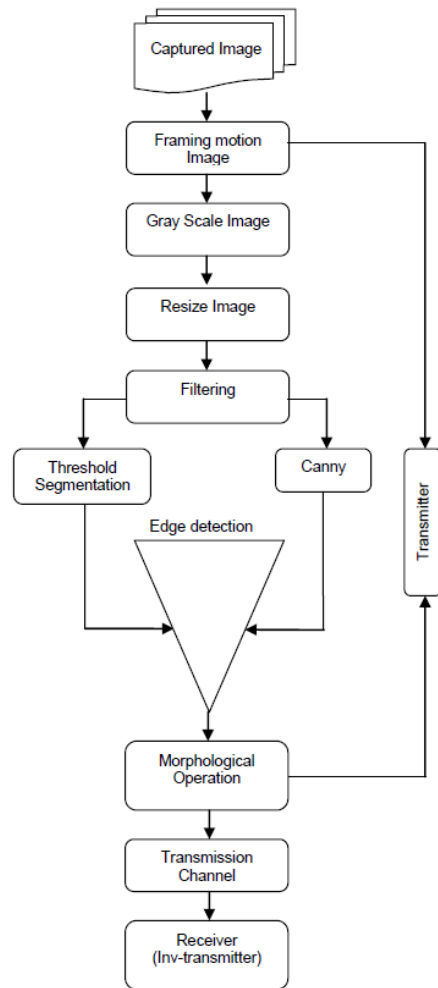 Captured Image
Framing motion
Image
Gray Scale Image
Resize Image
Filtering
Threshold
Segmentation
Canny
Transmitter
Edge detection
Morphological
Operation
Transmission
Channel
Receiver
(Inv-transmitter)